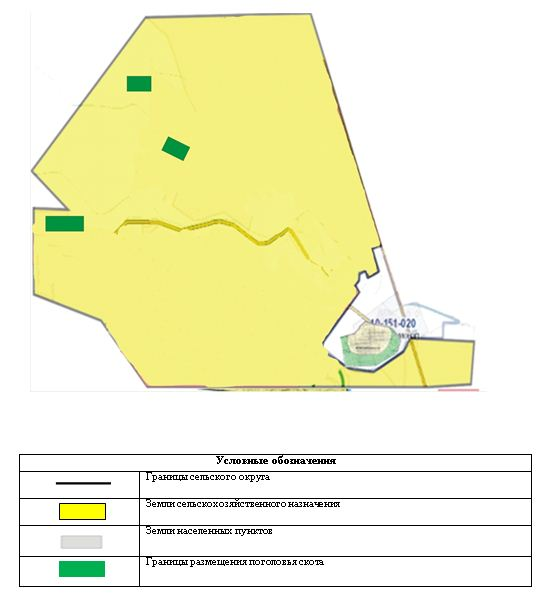 10-151-020
Условные обозначения
Границы сельского округа
Земли сельскохозяйственного назначения
Земли населенных пунктов
Границы размещения поголовья скота